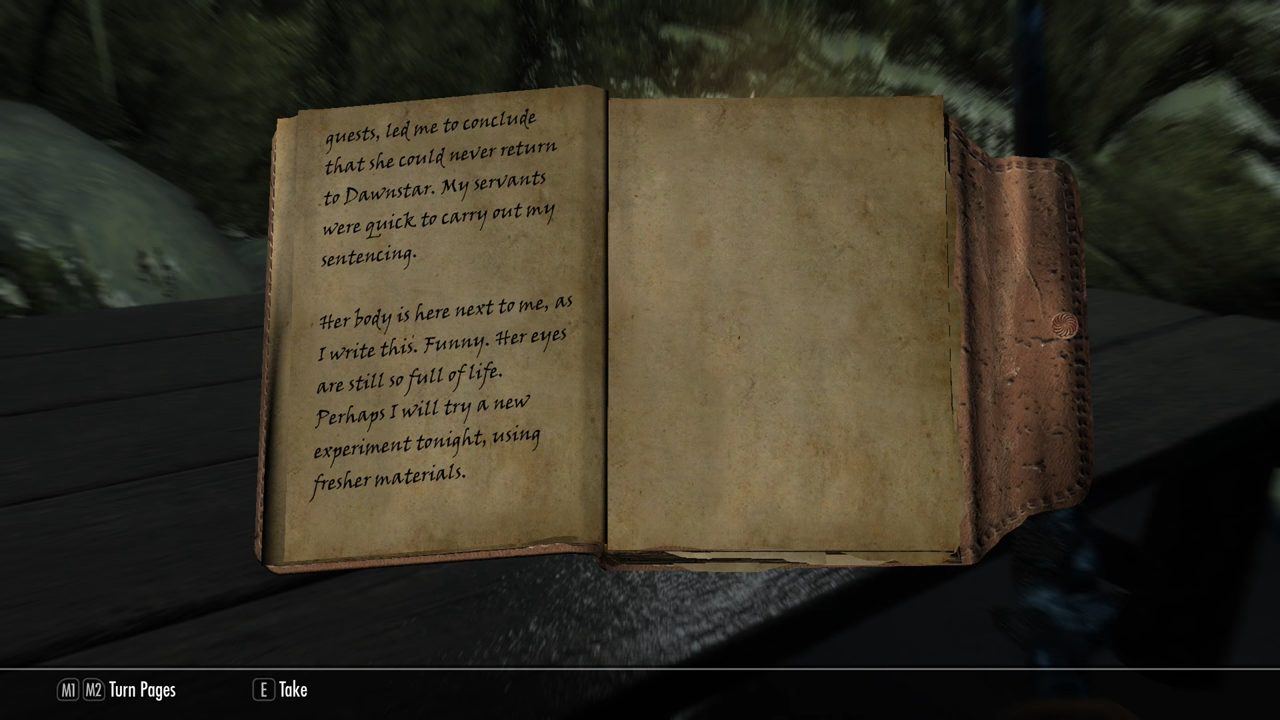 guests, led me to conclude
that she could never return
to Dawnstar. My servants
were quick to carry out my
sentencing.
Her body is here next to me, as
I write this. Funny. Her eyes
are still so full of life.
Perhaps I will try a new
experiment tonight, using
fresher materials.
M1 M2 Turn Pages
E Take